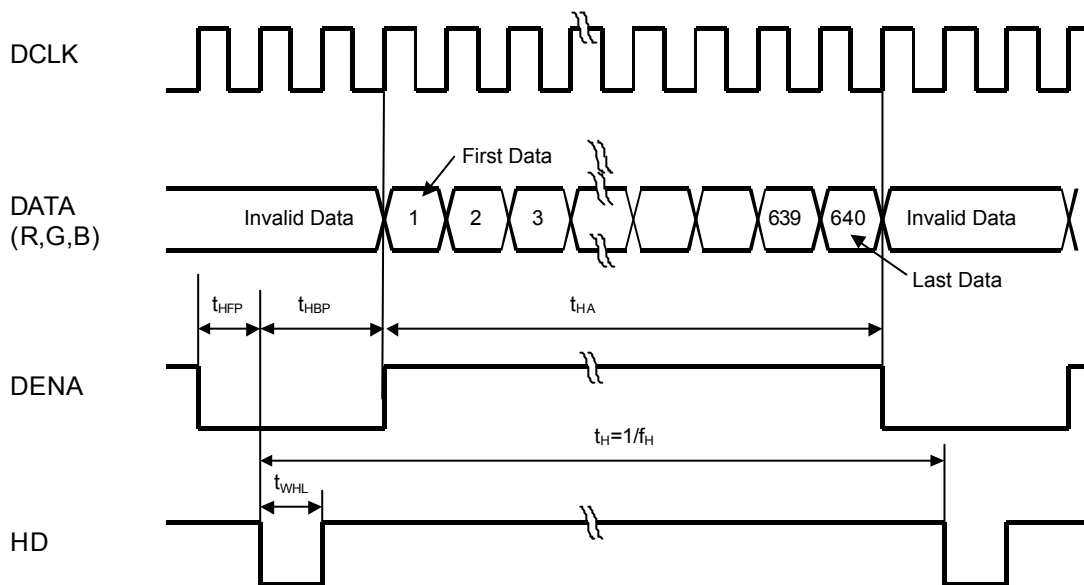 DCLK
First Data
DATA
(R,G,B)
Invalid Data 1 2 3 639 640 Invalid Data
Last Data
tHFP tHBP tHA
DENA
tH=1/fH
tWHL
HD